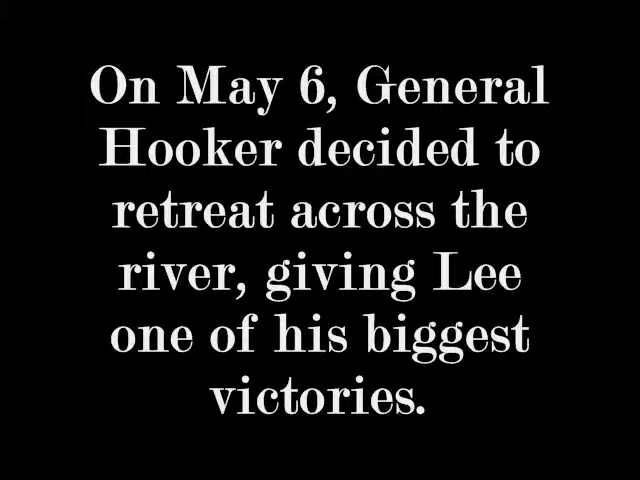 On May 6, General
Hooker decided to
retreat across the
river, giving Lee
one of his biggest
victories.